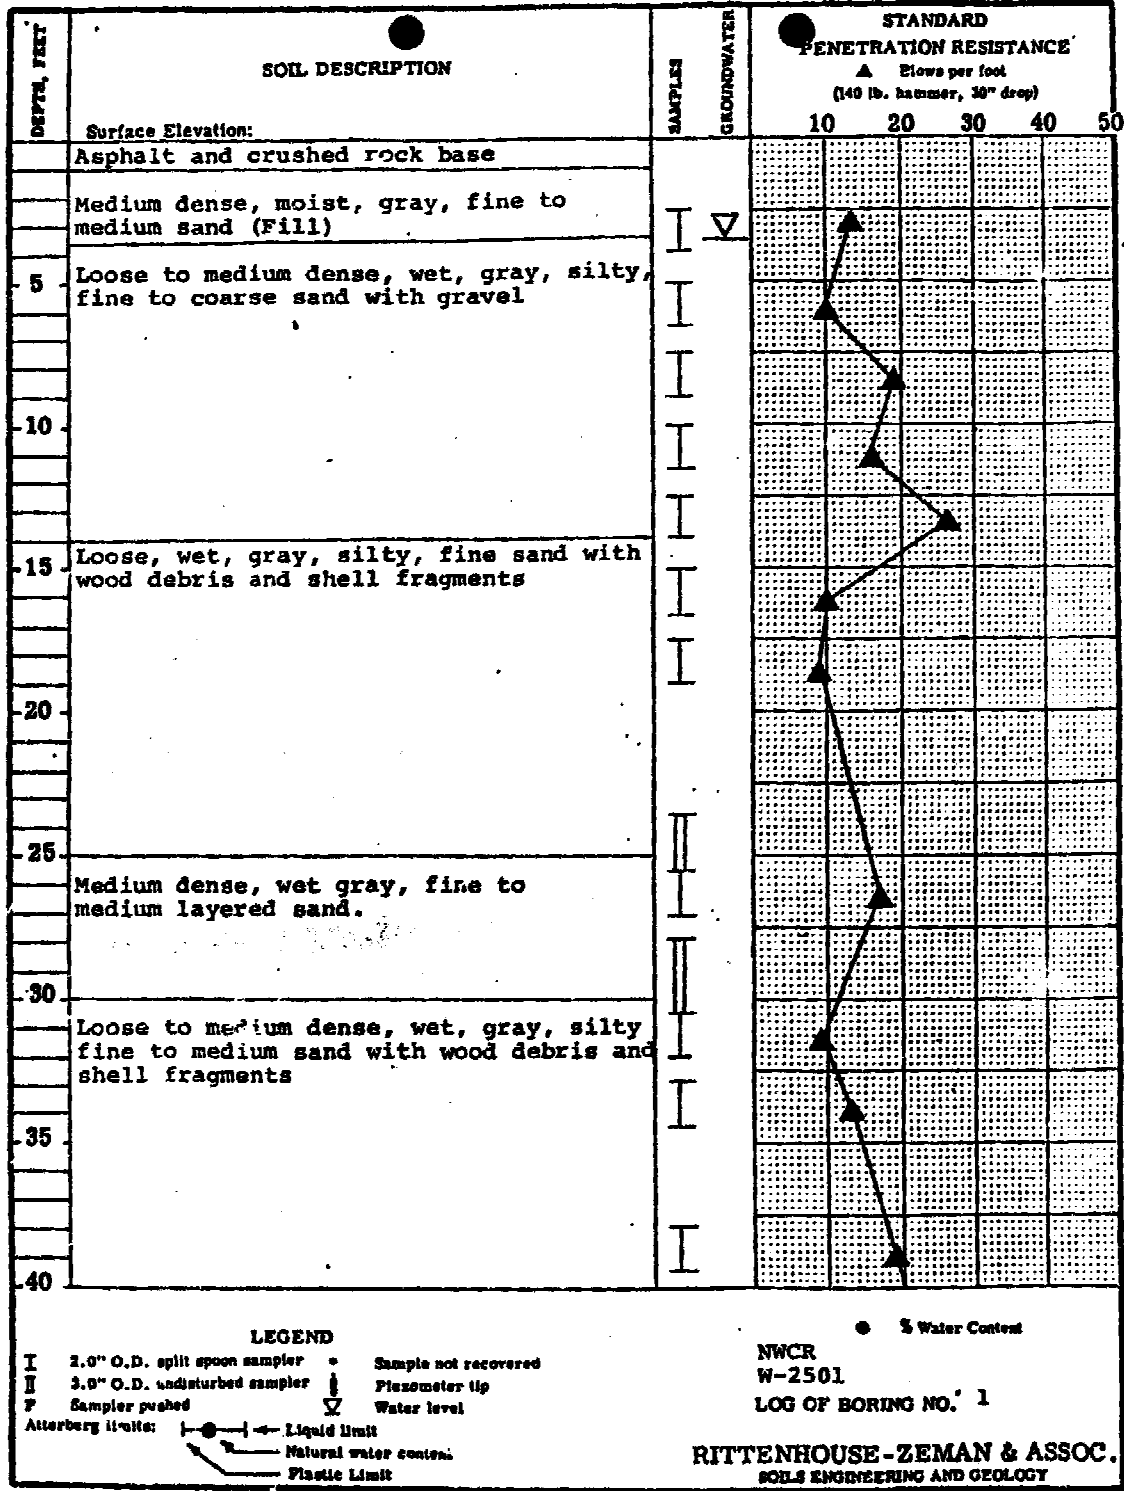 DEPTH, FEET
SOIL DESCRIPTION
Surface Elevation:
SAMPLES
GROUNDWATER
STANDARD
PENETRATION RESISTANCE
▲ Blows per foot
(140 lb. hammer, 30" drop)
10 20 30 40 50
Asphalt and crushed rock base
Medium dense, moist, gray, fine to
medium sand (Fill)
5
Loose to medium dense, wet, gray, silty,
fine to coarse sand with gravel
10
Loose, wet, gray, silty, fine sand with
15
wood debris and shell fragments
20
25
Medium dense, wet gray, fine to
medium layered sand.
30
Loose to medium dense, wet, gray, silty
fine to medium sand with wood debris and
shell fragments
35
40
LEGEND
I 2.0" O.D. split spoon sampler * Sample not recovered
II 3.0" O.D. undisturbed sampler Piezometer tip
P Sampler pushed Water level
Atterberg limits: Liquid limit
Natural water content
Plastic Limit
● % Water Content
NWCR
W-2501
LOG OF BORING NO. 1
RITTENHOUSE-ZEMAN & ASSOC.
SOILS ENGINEERING AND GEOLOGY